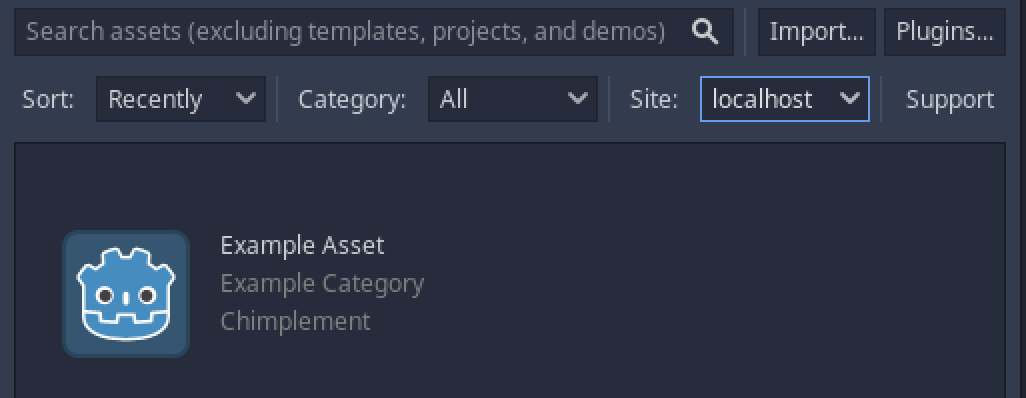 Search assets (excluding templates, projects, and demos) Import... Plugins...
Sort: Recently Category: All Site: localhost Support
Example Asset
Example Category
Chimplement